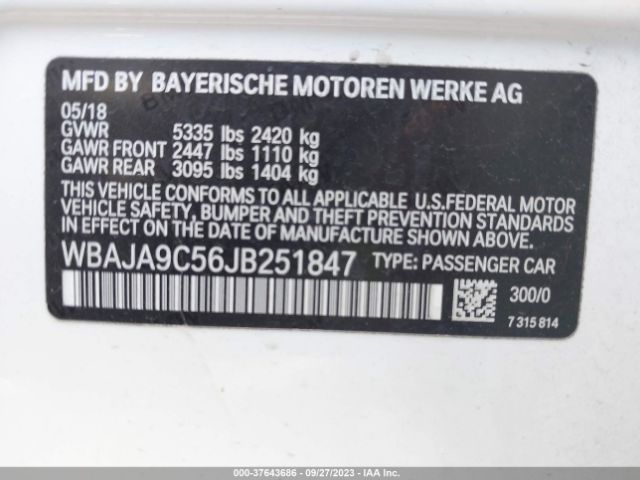 MFD BY BAYERISCHE MOTOREN WERKE AG
05/18
GVWR 5335 lbs 2420 kg
GAWR FRONT 2447 lbs 1110 kg
GAWR REAR 3095 lbs 1404 kg
THIS VEHICLE CONFORMS TO ALL APPLICABLE U.S.FEDERAL MOTOR
VEHICLE SAFETY, BUMPER AND THEFT PREVENTION STANDARDS
IN EFFECT ON THE DATE OF MANUFACTURE SHOWN ABOVE.
WBAJA9C56JB251847 TYPE: PASSENGER CAR
300/0
7 315 814
000-37643686 - 09/27/2023 - IAAI.COM